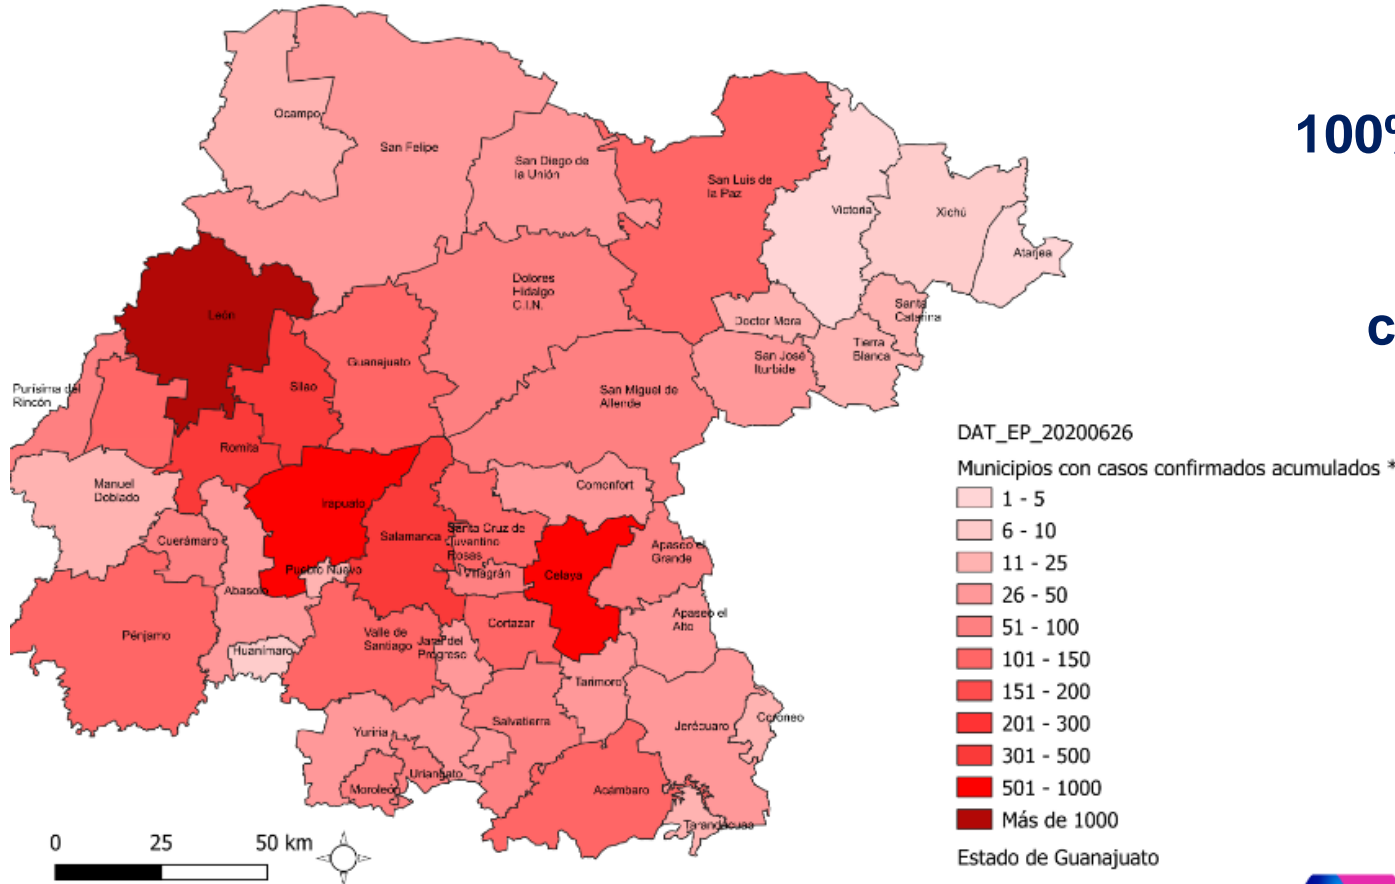 100%
Ocampo
San Felipe
San Diego de
la Unión
San Luis de
la Paz
Victoria
Xichú
Atarjea
Dolores
Hidalgo
C.I.N.
Santa
Catarina
León
Doctor Mora
c
Tierra
Blanca
San José
Iturbide
Guanajuato
Silao
Purísima del
Rincón
San Miguel de
Allende
Romita
DAT_EP_20200626
Municipios con casos confirmados acumulados *
Manuel
Doblado
Comonfort
1 - 5
Irapuato
6 - 10
Santa Cruz de
Juventino
Rosas
Salamanca
Cuerámaro
Apaseo el
Grande
11 - 25
Pueblo Nuevo
Villagrán
Celaya
Abasolo
26 - 50
Apaseo el
Alto
Cortazar
51 - 100
Pénjamo
Valle de
Santiago
Jaral del
Progreso
Huanímaro
101 - 150
Tarimoro
151 - 200
Coroneo
Salvatierra
Jerécuaro
201 - 300
Yuriria
301 - 500
Uriangato
Moroleón
Acámbaro
501 - 1000
Tarandacuao
Más de 1000
0 25 50 km
Estado de Guanajuato